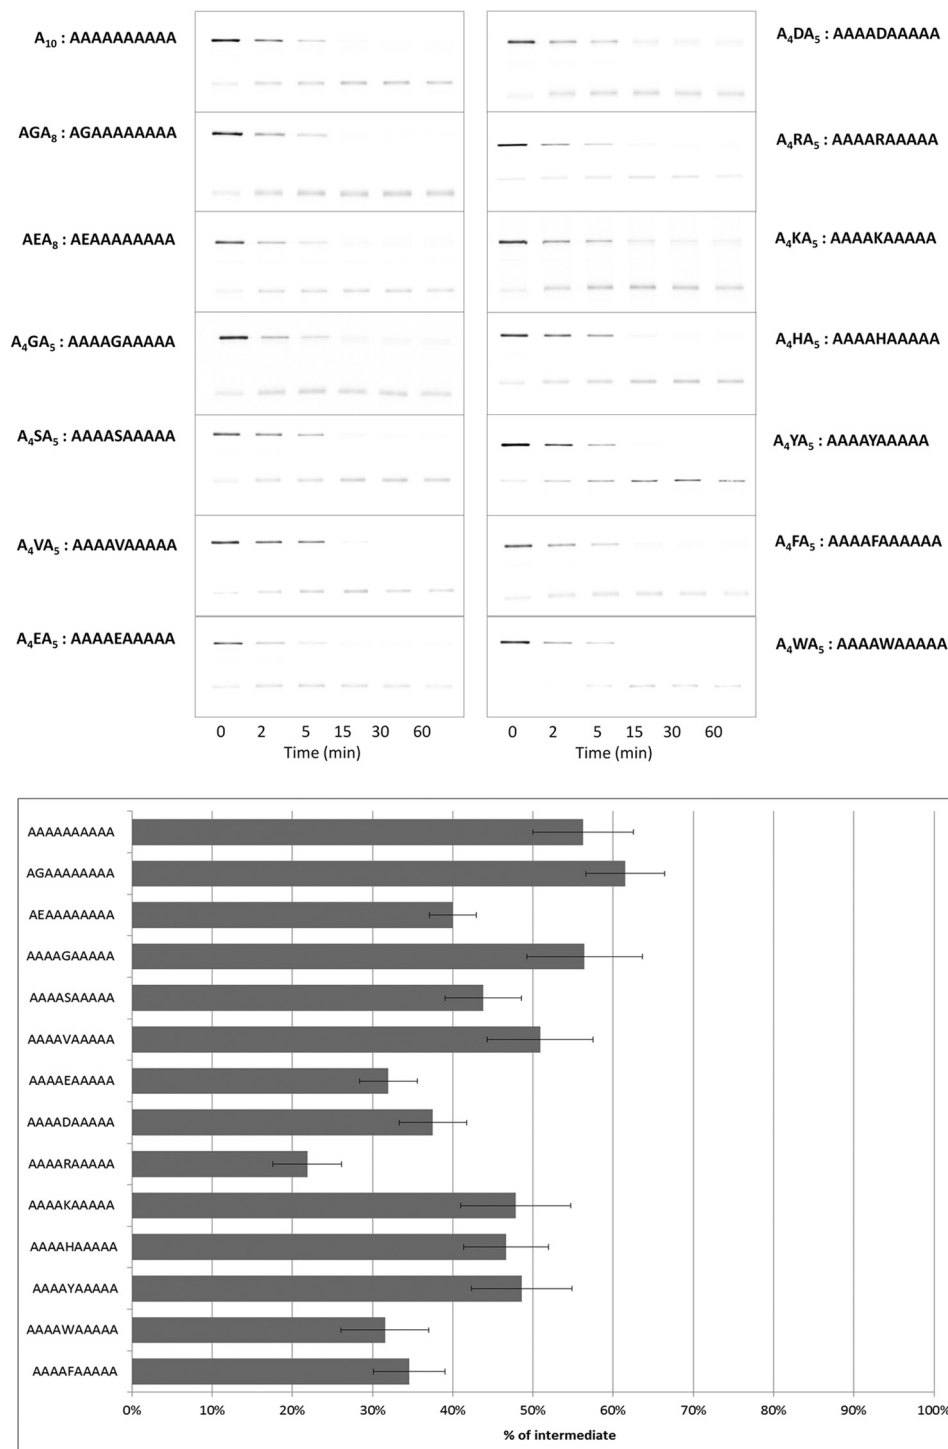 A₁₀ : AAAAAAAAAA
AGA₈ : AGAAAAAAAA
AEA₈ : AEAAAAAAAA
A₄GA₅ : AAAAGAAAAA
A₄SA₅ : AAAASAAAAA
A₄VA₅ : AAAAVAAAAA
A₄EA₅ : AAAAEAAAAA
0 2 5 15 30 60
Time (min)
A₄DA₅ : AAAADAAAAA
A₄RA₅ : AAAARAAAAA
A₄KA₅ : AAAAKAAAAA
A₄HA₅ : AAAAHAAAAA
A₄YA₅ : AAAAYAAAAA
A₄FA₅ : AAAAFAAAAAA
A₄WA₅ : AAAAWAAAAA
0 2 5 15 30 60
Time (min)
AAAAAAAAAA
AGAAAAAAAA
AEAAAAAAAA
AAAAGAAAAA
AAAASAAAAA
AAAAVAAAAA
AAAAEAAAAA
AAAADAAAAA
AAAARAAAAA
AAAAKAAAAA
AAAAHAAAAA
AAAAYAAAAA
AAAAWAAAAA
AAAAFAAAAA
0% 10% 20% 30% 40% 50% 60% 70% 80% 90% 100%
% of intermediate